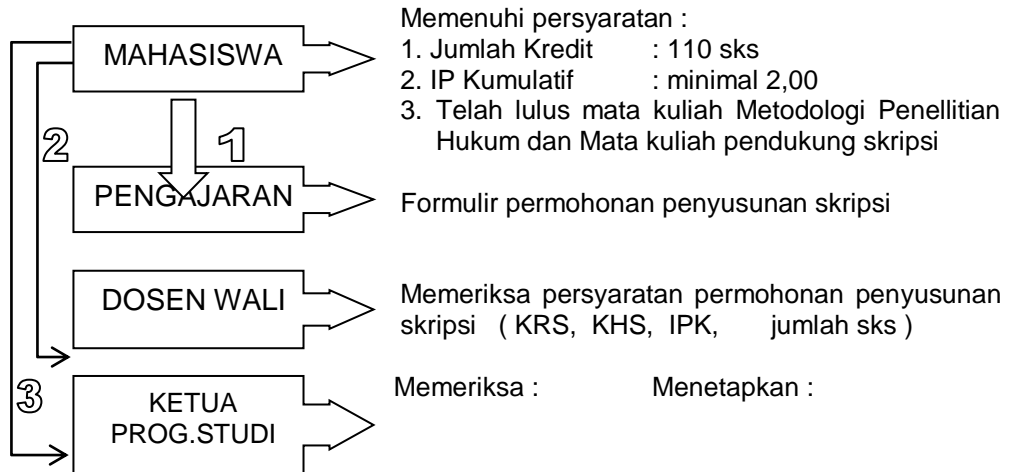 Memenuhi persyaratan :
MAHASISWA
1. Jumlah Kredit : 110 sks
2. IP Kumulatif : minimal 2,00
3. Telah lulus mata kuliah Metodologi Penellitian
Hukum dan Mata kuliah pendukung skripsi
2
1
PENGAJARAN
Formulir permohonan penyusunan skripsi
DOSEN WALI
Memeriksa persyaratan permohonan penyusunan
skripsi ( KRS, KHS, IPK, jumlah sks )
3
KETUA
PROG.STUDI
Memeriksa : Menetapkan :